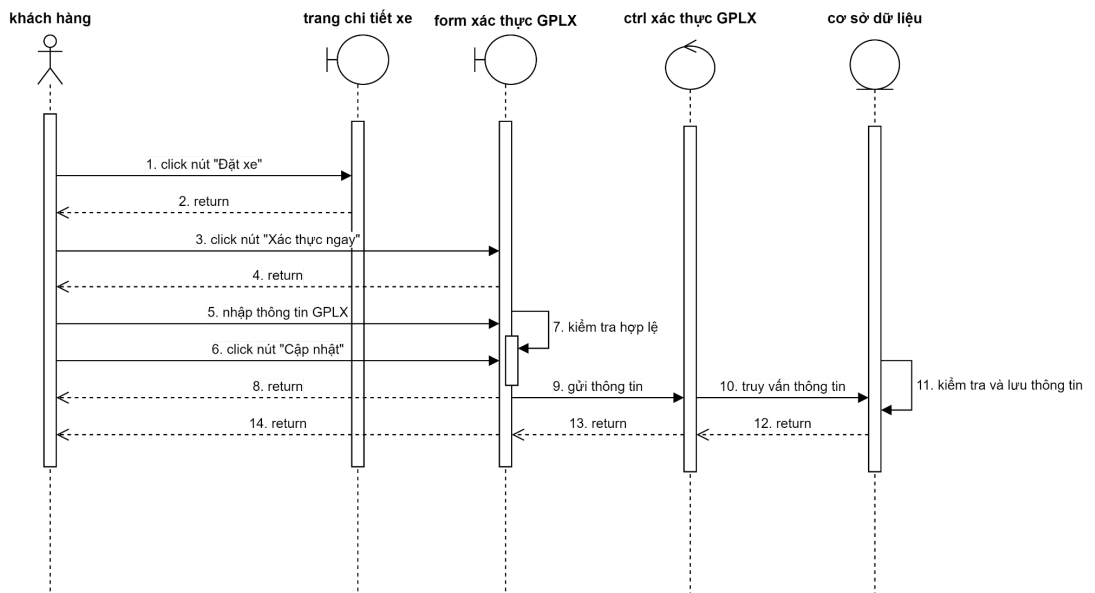 khách hàng
trang chi tiết xe
form xác thực GPLX
ctrl xác thực GPLX
cơ sở dữ liệu
1. click nút "Đặt xe"
2. return
3. click nút "Xác thực ngay"
4. return
5. nhập thông tin GPLX
7. kiểm tra hợp lệ
6. click nút "Cập nhật"
8. return
9. gửi thông tin
10. truy vấn thông tin
11. kiểm tra và lưu thông tin
14. return
13. return
12. return